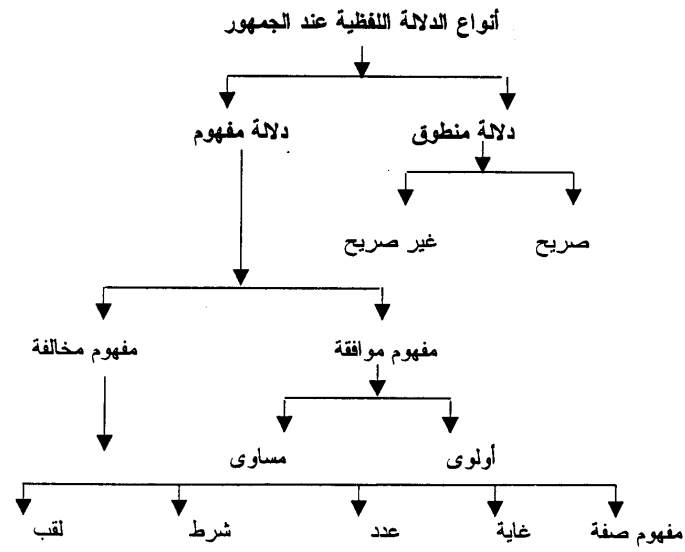 أنواع الدلالة اللفظية عند الجمهور
دلالة منطوق
دلالة مفهوم
صريح
غير صريح
مفهوم موافقة
مفهوم مخالفة
أولوى
مساوى
مفهوم صفة
غاية
عدد
شرط
لقب